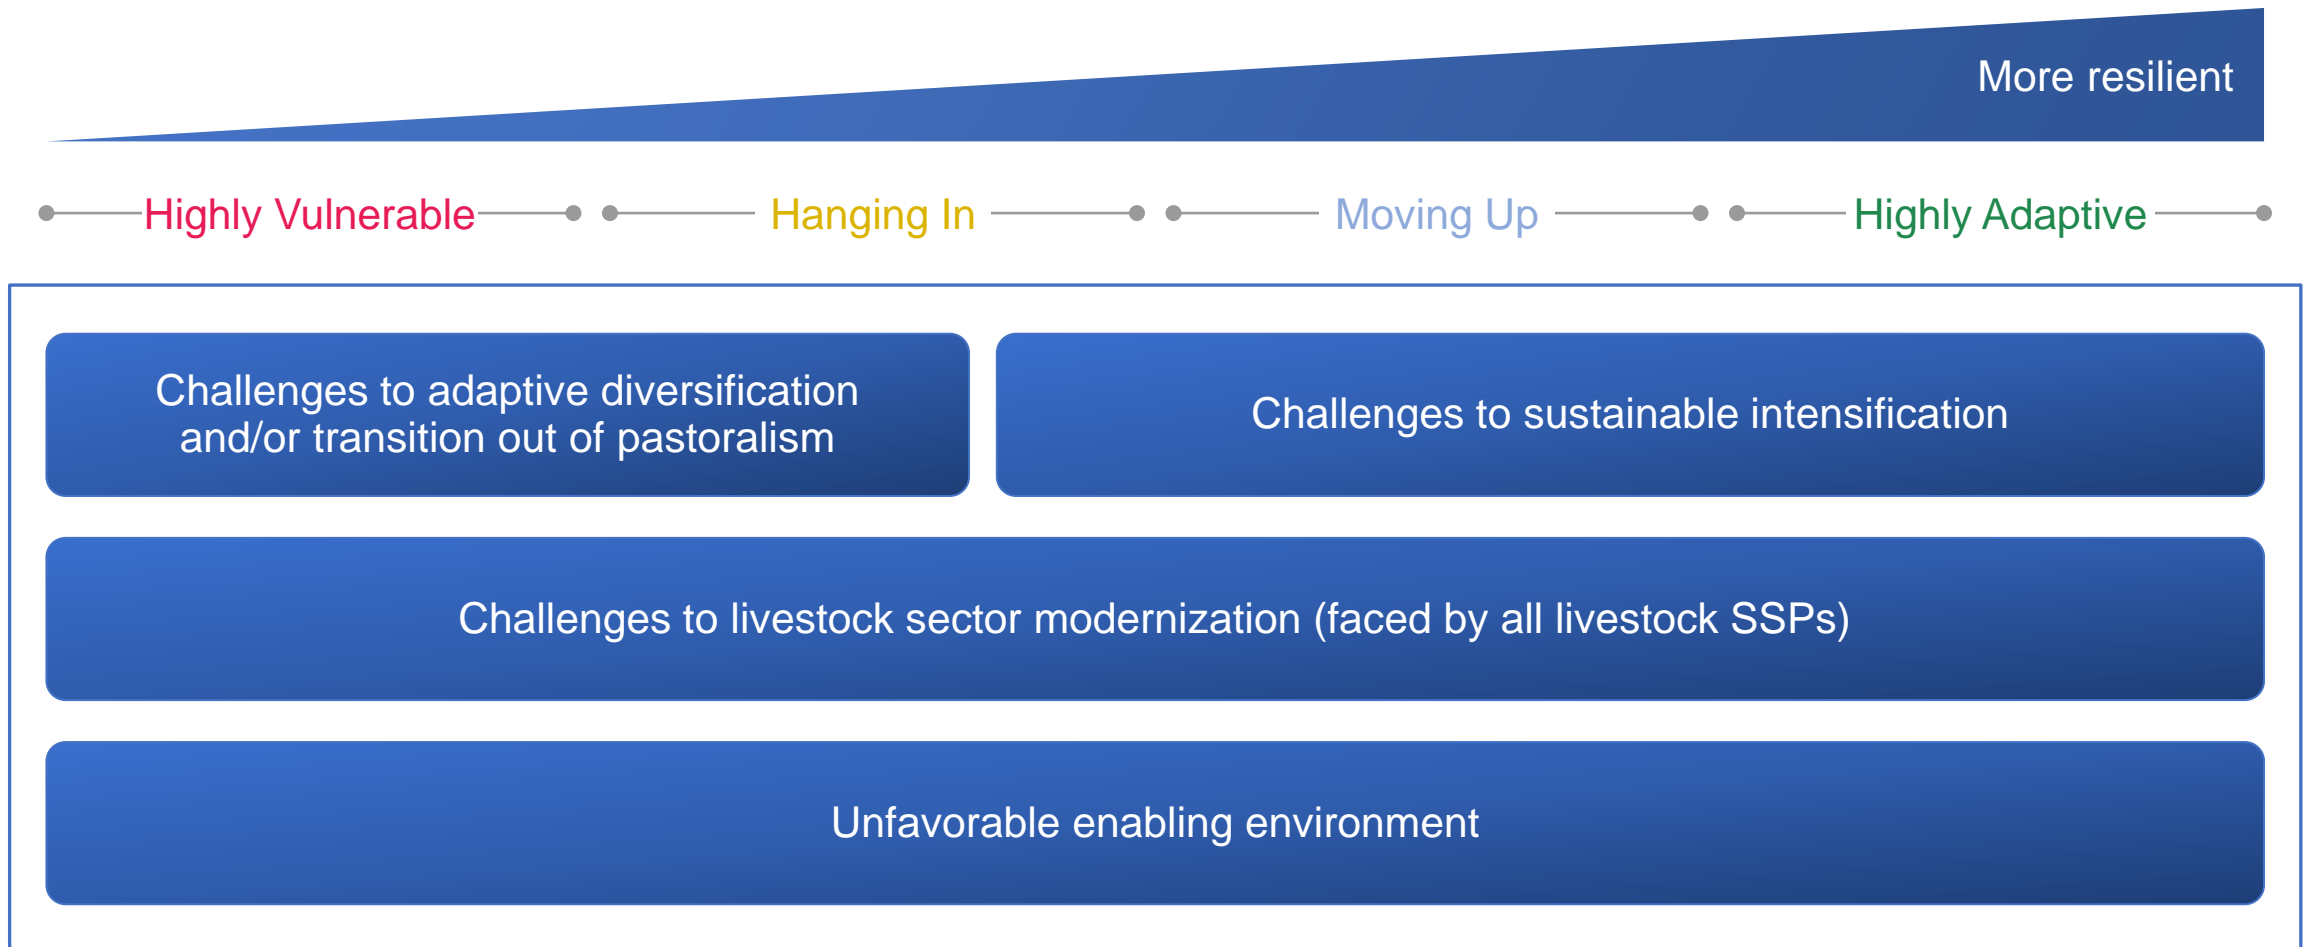 More resilient
Highly Vulnerable
Hanging In
Moving Up
Highly Adaptive
Challenges to adaptive diversification
and/or transition out of pastoralism
Challenges to sustainable intensification
Challenges to livestock sector modernization (faced by all livestock SSPs)
Unfavorable enabling environment